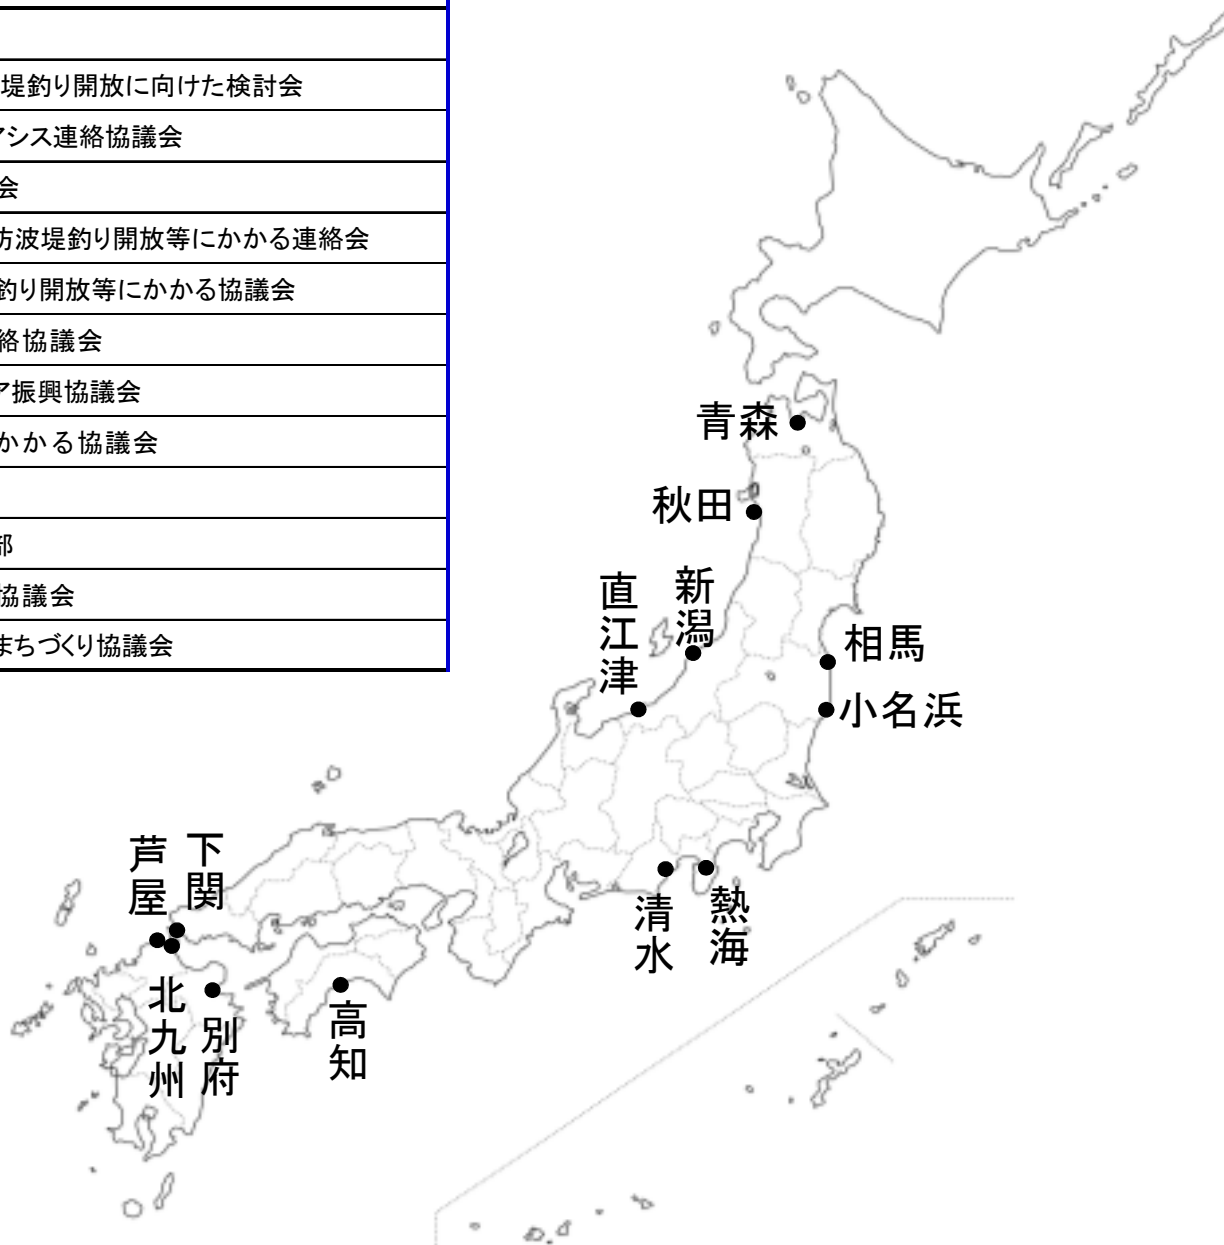 堤釣り開放に向けた検討会
アシス連絡協議会
会
防波堤釣り開放等にかかる連絡会
釣り開放等にかかる協議会
絡協議会
ア振興協議会
かかる協議会
部
協議会
まちづくり協議会
青森
秋田
新潟
直江津
相馬
小名浜
下関
芦屋
清水
熱海
北九州
別府
高知